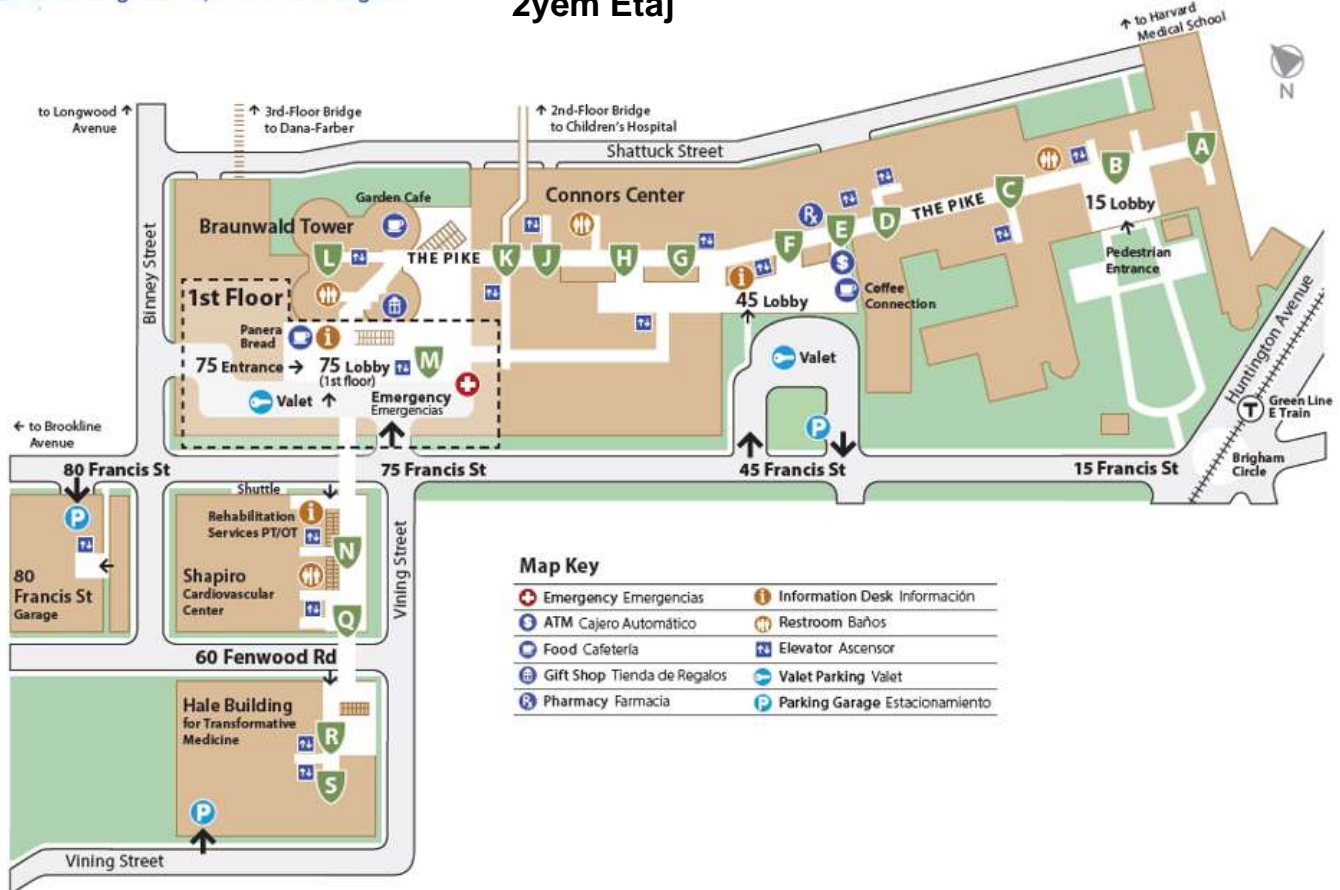 2yèm Etaj
↑ to Harvard
Medical School
N
to Longwood ↑
Avenue
↑ 3rd-Floor Bridge
to Dana-Farber
↑ 2nd-Floor Bridge
to Children's Hospital
Shattuck Street
Binney Street
Garden Cafe
Braunwald Tower
Connors Center
THE PIKE
THE PIKE
L
K
J
H
G
F
E
D
C
B
A
15 Lobby
Pedestrian
Entrance
45 Lobby
Coffee
Connection
Valet
1st Floor
Panera
Bread
75 Entrance →
75 Lobby
(1st floor)
M
Valet ↑
Emergency
Emergencias
Huntington Avenue
T
Green Line
E Train
Brigham
Circle
← to Brookline
Avenue
80 Francis St
75 Francis St
45 Francis St
15 Francis St
P
P
80
Francis St
Garage
Shuttle
Rehabilitation
Services PT/OT
N
Shapiro
Cardiovascular
Center
Q
Vining Street
60 Fenwood Rd
Hale Building
for Transformative
Medicine
R
S
P
Vining Street
Map Key
Emergency Emergencias
Information Desk Información
ATM Cajero Automático
Restroom Baños
Food Cafetería
Elevator Ascensor
Gift Shop Tienda de Regalos
Valet Parking Valet
Pharmacy Farmacia
Parking Garage Estacionamiento